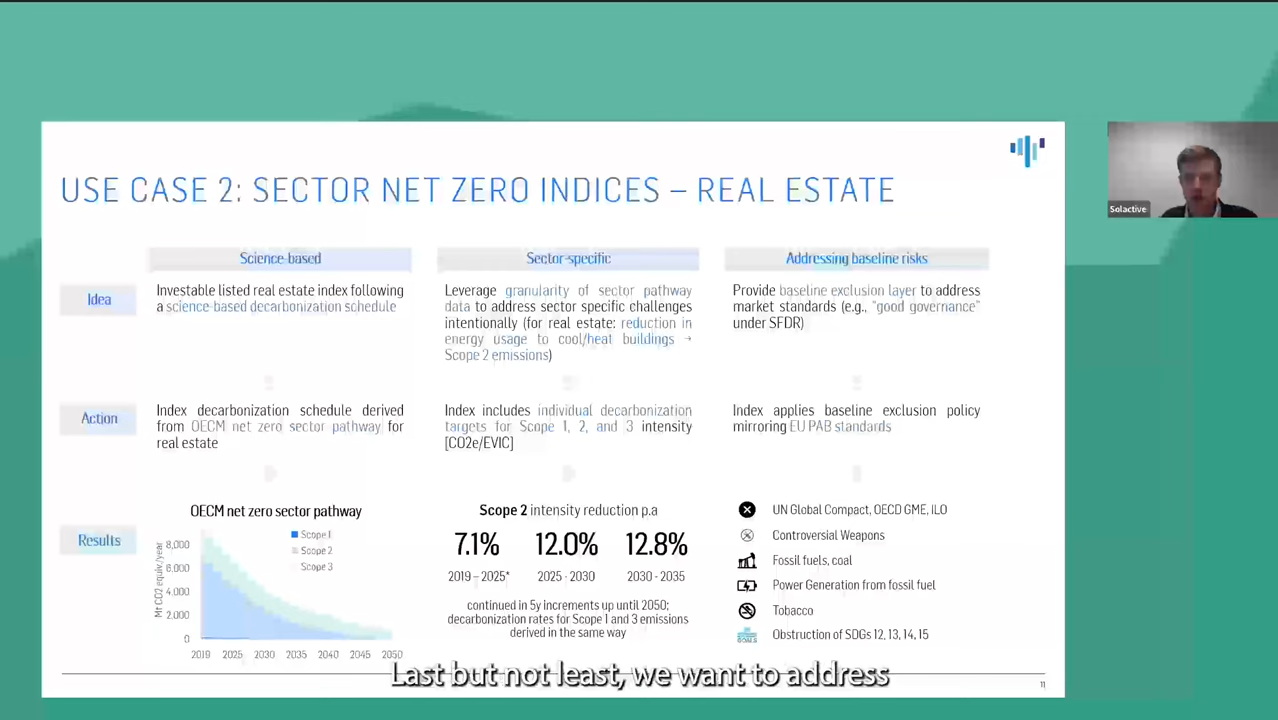 USE CASE 2: SECTOR NET ZERO INDICES – REAL ESTATE
Solactive
Science-based
Sector-specific
Addressing baseline risks
Idea
Investable listed real estate index following
a science-based decarbonization schedule
Leverage granularity of sector pathway
data to address sector specific challenges
intentionally (for real estate: reduction in
energy usage to cool/heat buildings →
Scope 2 emissions)
Provide baseline exclusion layer to address
market standards (e.g., "good governance"
under SFDR)
Action
Index decarbonization schedule derived
from OECM net zero sector pathway for
real estate
Index includes individual decarbonization
targets for Scope 1, 2, and 3 intensity
[CO2e/EVIC]
Index applies baseline exclusion policy
mirroring EU PAB standards
Results
OECM net zero sector pathway
Scope 1
Scope 2
Scope 3
Mt CO2 equiv./year
8,000
6.000
4.000
2.000
0
2019 2025 2030 2035 2040 2045 2050
Scope 2 intensity reduction p.a
7.1% 12.0% 12.8%
2019 – 2025* 2025 - 2030 2030 - 2035
continued in 5y increments up until 2050;
decarbonization rates for Scope 1 and 3 emissions
derived in the same way
UN Global Compact, OECD GME, ILO
Controversial Weapons
Fossil fuels, coal
Power Generation from fossil fuel
Tobacco
Obstruction of SDGs 12, 13, 14, 15
Last but not least, we want to address
11